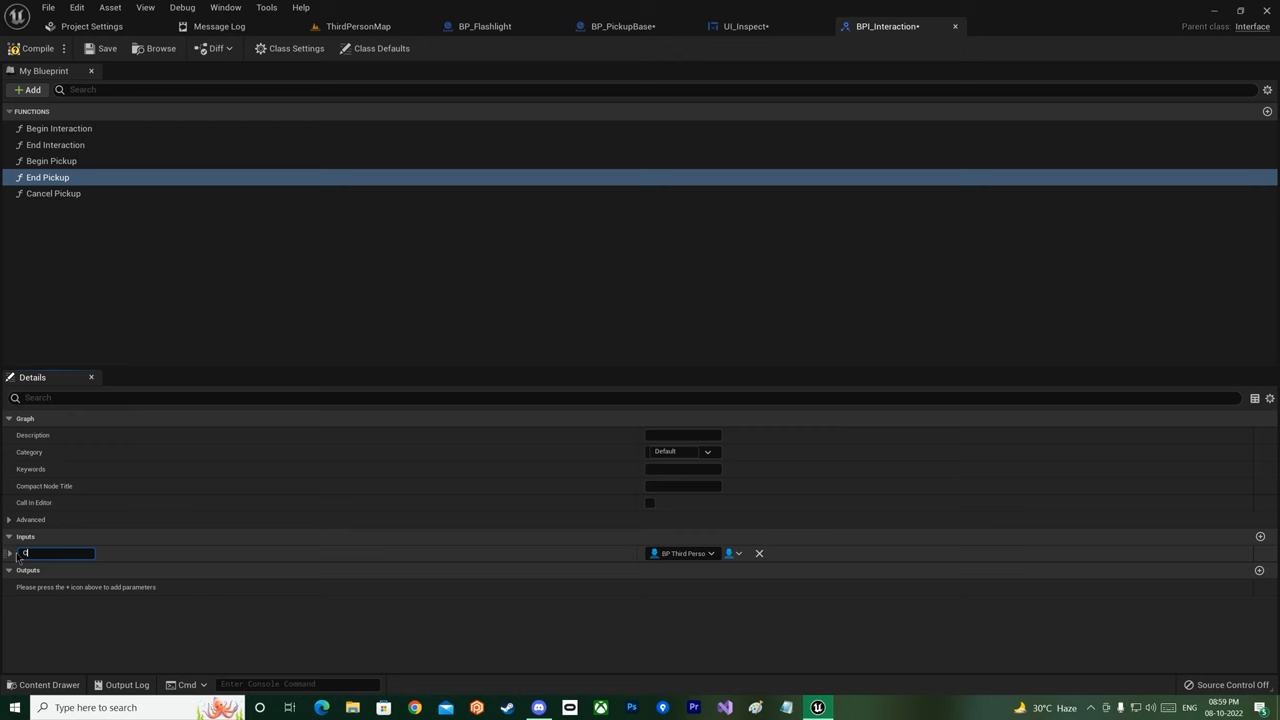 File Edit Asset View Debug Window Tools Help
Project Settings Message Log ThirdPersonMap BP_Flashlight BP_PickupBase* UI_Inspect* BPI_Interaction* Parent class: Interface
Compile Save Browse Diff Class Settings Class Defaults
My Blueprint
+ Add Search
FUNCTIONS
Begin Interaction
End Interaction
Begin Pickup
End Pickup
Cancel Pickup
Details
Search
Graph
Description
Category Default
Keywords
Compact Node Title
Call In Editor
Advanced
Inputs
BP Third Perso
Outputs
Please press the + icon above to add parameters
Content Drawer Output Log Cmd Enter Console Command Source Control Off
Type here to search 30°C Haze ENG 08:59 PM
08-10-2022